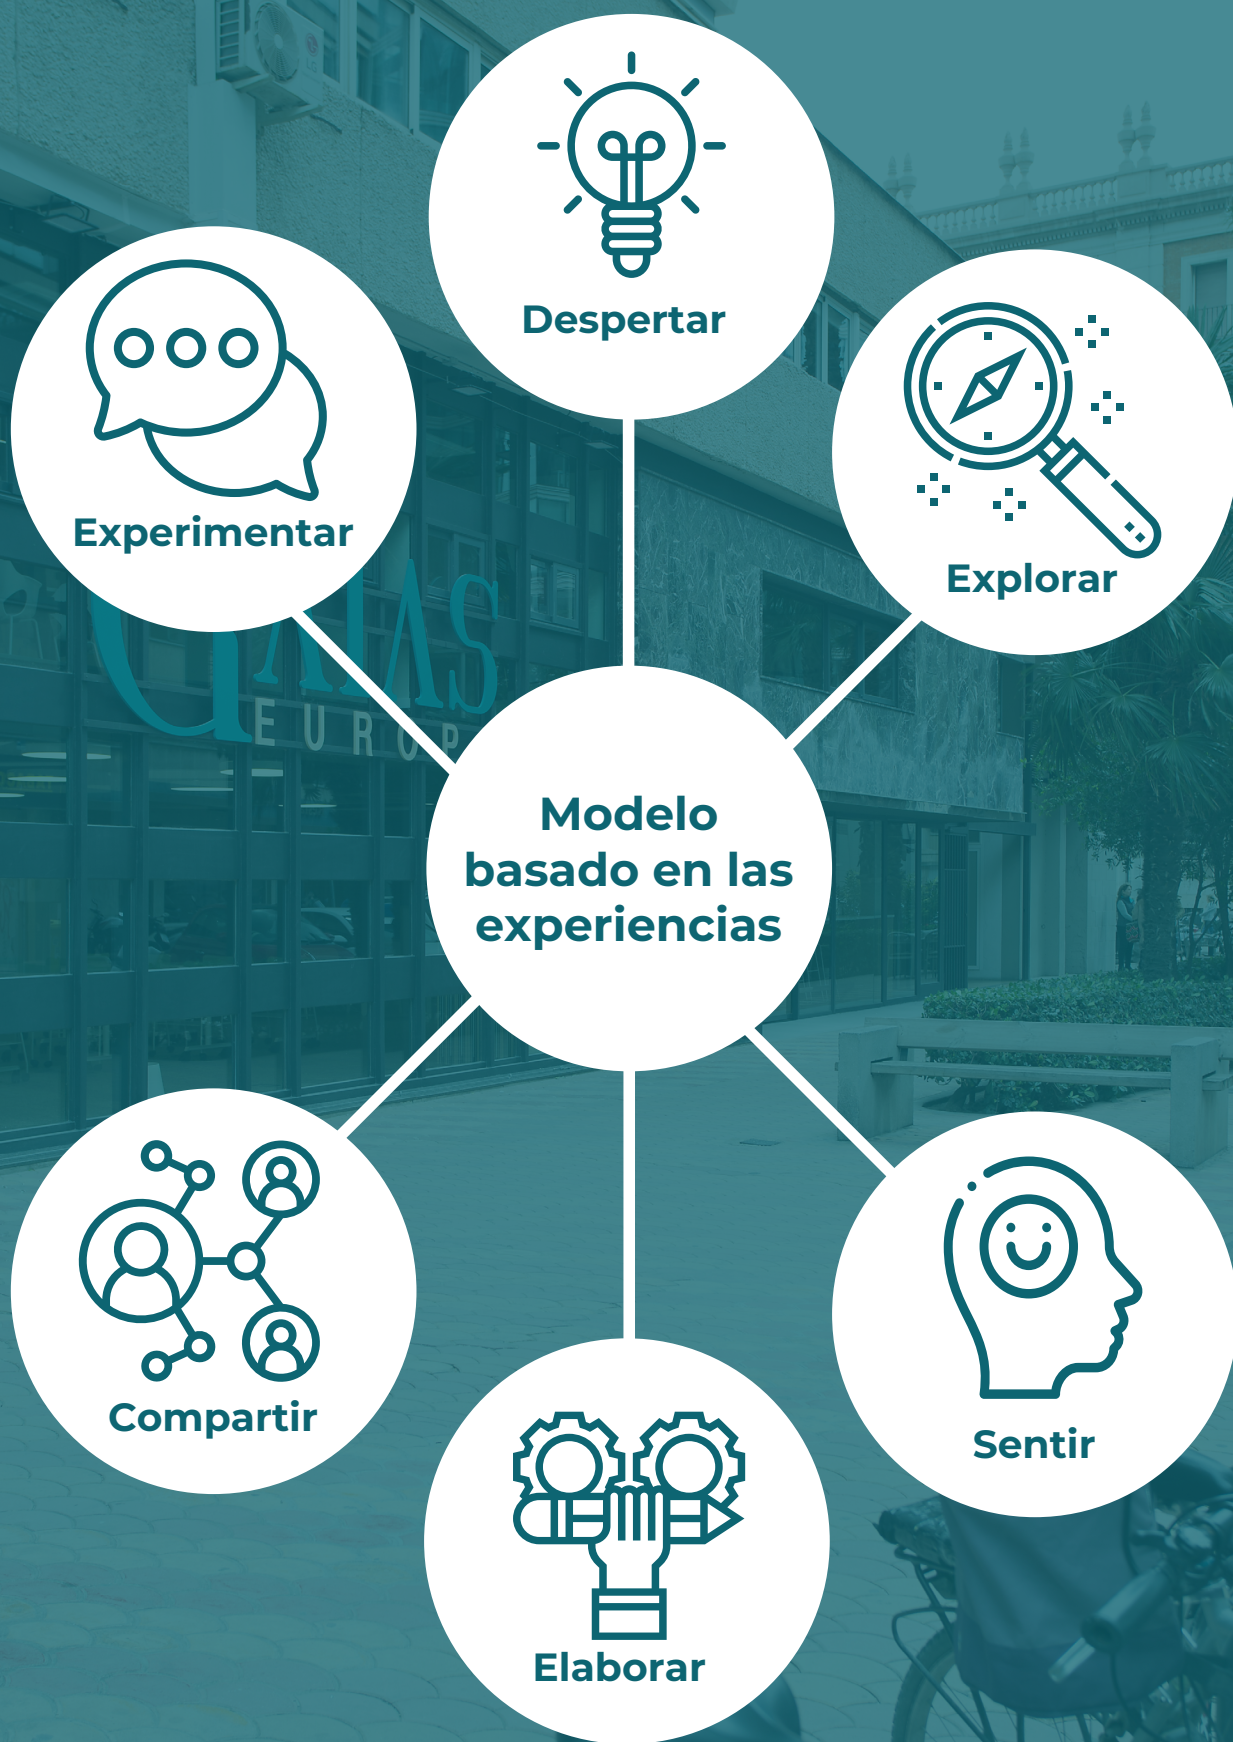 Despertar
Experimentar
Explorar
Modelo
basado en las
experiencias
Compartir
Sentir
Elaborar